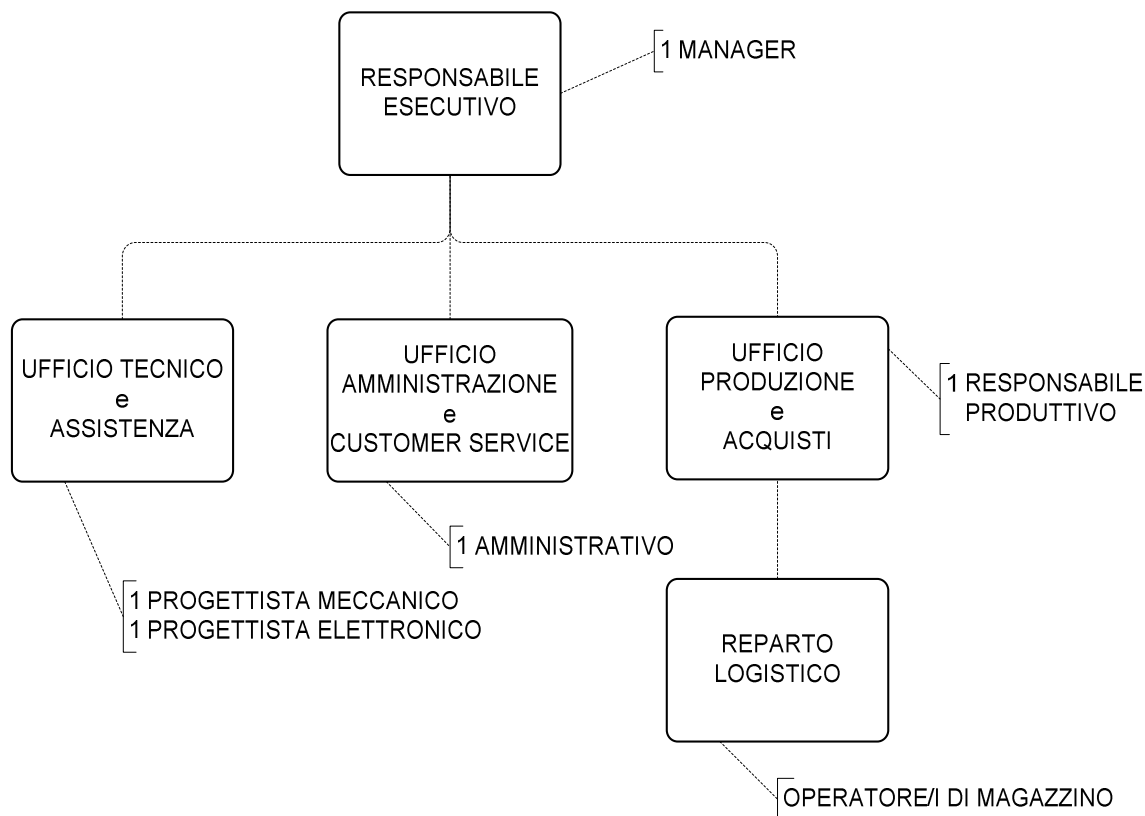 RESPONSABILE
ESECUTIVO
1 MANAGER
UFFICIO TECNICO
e
ASSISTENZA
UFFICIO
AMMINISTRAZIONE
e
CUSTOMER SERVICE
UFFICIO
PRODUZIONE
e
ACQUISTI
1 RESPONSABILE
PRODUTTIVO
1 AMMINISTRATIVO
1 PROGETTISTA MECCANICO
1 PROGETTISTA ELETTRONICO
REPARTO
LOGISTICO
OPERATORE/I DI MAGAZZINO